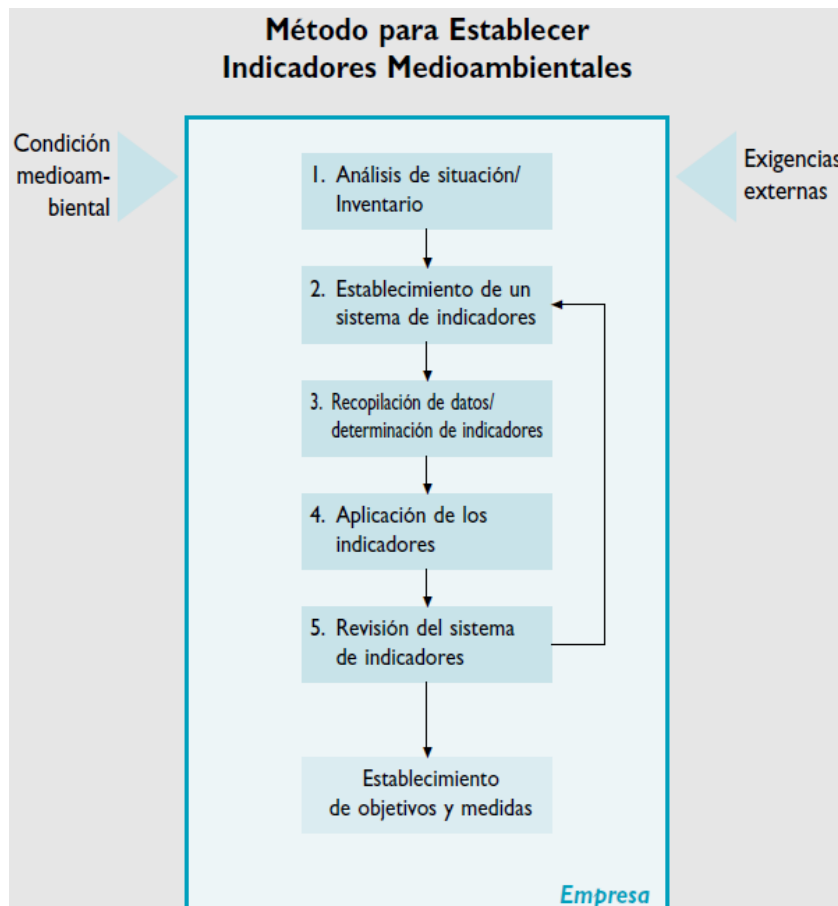 Método para Establecer
Indicadores Medioambientales
Condición
medioam-
biental
Exigencias
externas
1. Análisis de situación/
Inventario
2. Establecimiento de un
sistema de indicadores
3. Recopilación de datos/
determinación de indicadores
4. Aplicación de los
indicadores
5. Revisión del sistema
de indicadores
Establecimiento
de objetivos y medidas
Empresa